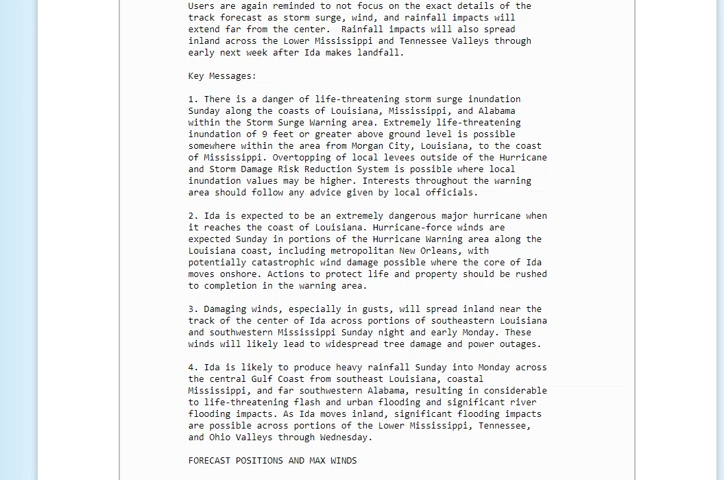 Users are again reminded to not focus on the exact details of the
track forecast as storm surge, wind, and rainfall impacts will
extend far from the center.  Rainfall impacts will also spread
inland across the Lower Mississippi and Tennessee Valleys through
early next week after Ida makes landfall.
Key Messages:
1. There is a danger of life-threatening storm surge inundation
Sunday along the coasts of Louisiana, Mississippi, and Alabama
within the Storm Surge Warning area. Extremely life-threatening
inundation of 9 feet or greater above ground level is possible
somewhere within the area from Morgan City, Louisiana, to the coast
of Mississippi. Overtopping of local levees outside of the Hurricane
and Storm Damage Risk Reduction System is possible where local
inundation values may be higher. Interests throughout the warning
area should follow any advice given by local officials.
2. Ida is expected to be an extremely dangerous major hurricane when
it reaches the coast of Louisiana. Hurricane-force winds are
expected Sunday in portions of the Hurricane Warning area along the
Louisiana coast, including metropolitan New Orleans, with
potentially catastrophic wind damage possible where the core of Ida
moves onshore. Actions to protect life and property should be rushed
to completion in the warning area.
3. Damaging winds, especially in gusts, will spread inland near the
track of the center of Ida across portions of southeastern Louisiana
and southwestern Mississippi Sunday night and early Monday. These
winds will likely lead to widespread tree damage and power outages.
4. Ida is likely to produce heavy rainfall Sunday into Monday across
the central Gulf Coast from southeast Louisiana, coastal
Mississippi, and far southwestern Alabama, resulting in considerable
to life-threatening flash and urban flooding and significant river
flooding impacts. As Ida moves inland, significant flooding impacts
are possible across portions of the Lower Mississippi, Tennessee,
and Ohio Valleys through Wednesday.
FORECAST POSITIONS AND MAX WINDS